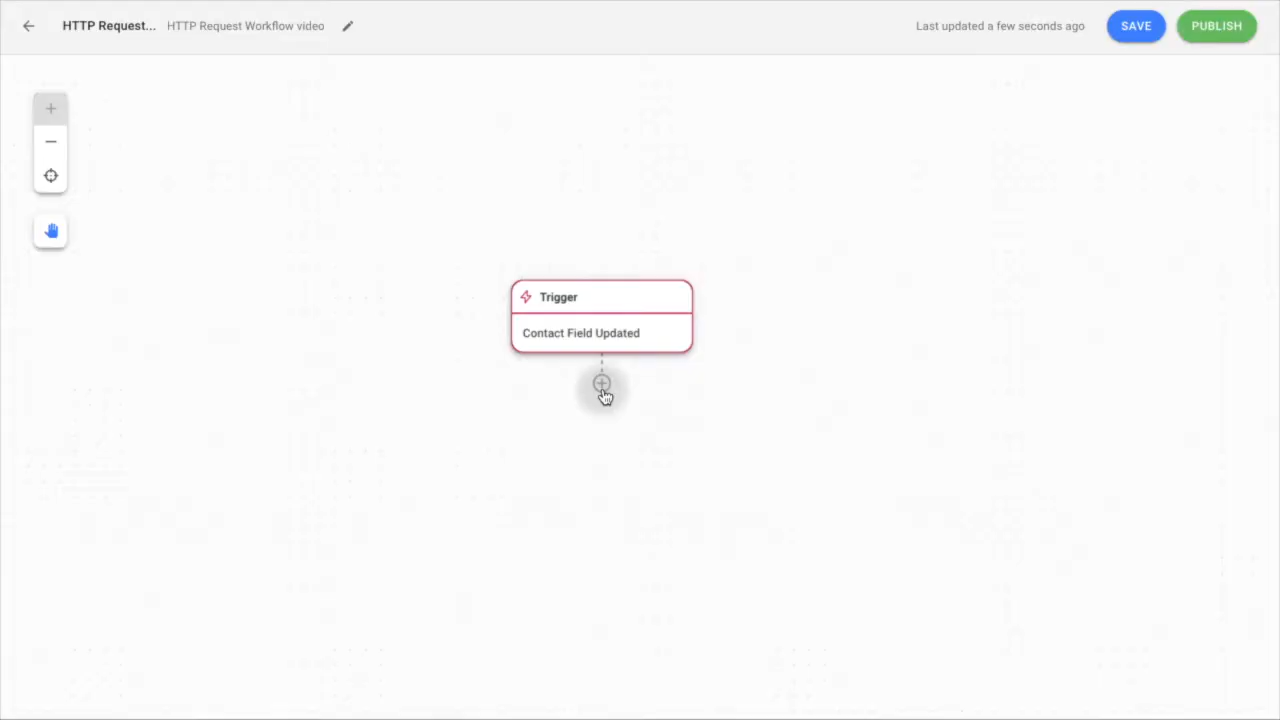 HTTP Request... HTTP Request Workflow video Last updated a few seconds ago SAVE PUBLISH
Trigger
Contact Field Updated